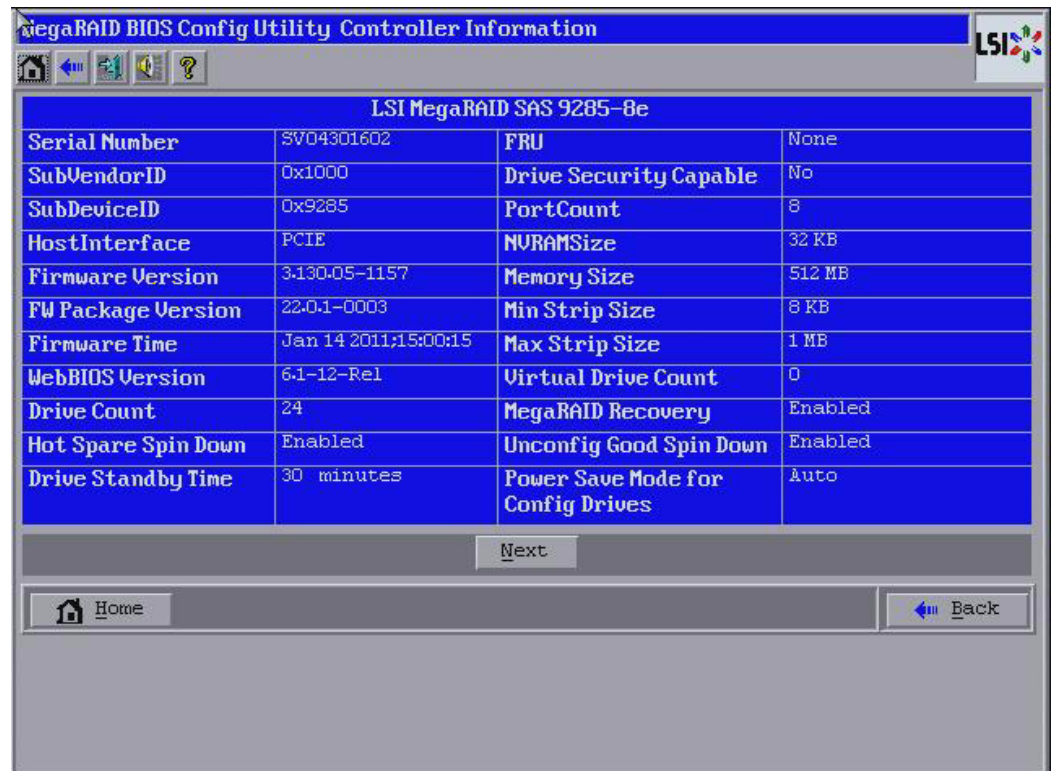 MegaRAID BIOS Config Utility Controller Information
LSI
LSI MegaRAID SAS 9285-8e
Serial Number SV04301602 FRU None
SubVendorID 0x1000 Drive Security Capable No
SubDeviceID 0x9285 PortCount 8
HostInterface PCIE NVRAMSize 32 KB
Firmware Version 3.130.05-1157 Memory Size 512 MB
FW Package Version 22.0.1-0003 Min Strip Size 8 KB
Firmware Time Jan 14 2011;15:00:15 Max Strip Size 1 MB
WebBIOS Version 6.1-12-Rel Virtual Drive Count 0
Drive Count 24 MegaRAID Recovery Enabled
Hot Spare Spin Down Enabled Unconfig Good Spin Down Enabled
Drive Standby Time 30 minutes Power Save Mode for Auto
Config Drives
Next
Home Back